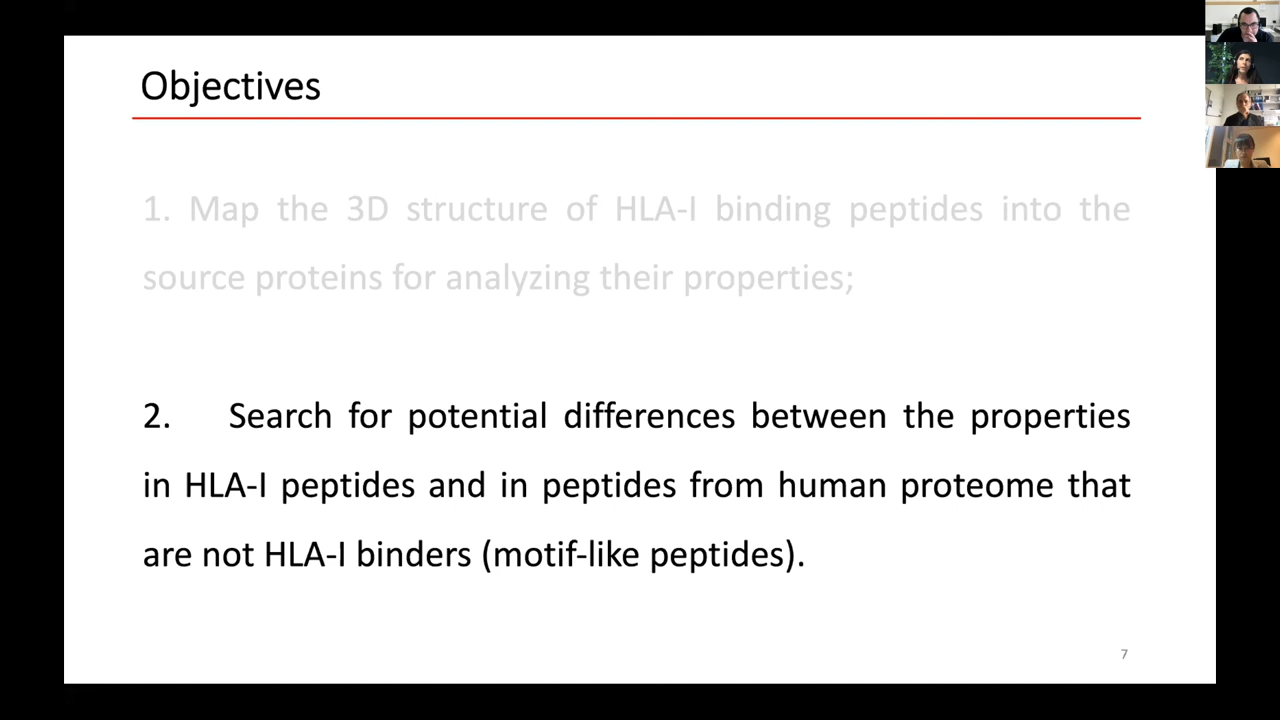 Objectives
1. Map the 3D structure of HLA-I binding peptides into the
source proteins for analyzing their properties;
2. Search for potential differences between the properties
in HLA-I peptides and in peptides from human proteome that
are not HLA-I binders (motif-like peptides).
7